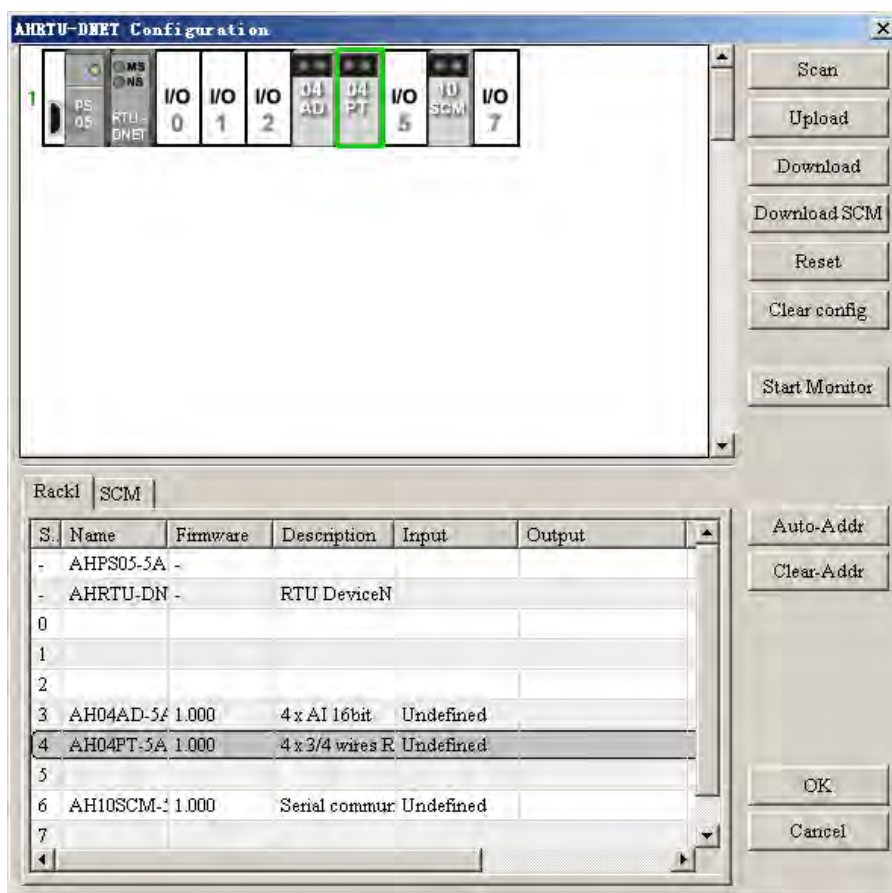 AHRTU-DNET Configuration
1
PS 05
MS
NS
RTU-DNET
I/O 0
I/O 1
I/O 2
04 AD
04 PT
I/O 5
10 SCM
I/O 7
Scan
Upload
Download
Download SCM
Reset
Clear config
Start Monitor
Rack1 SCM
S.. Name Firmware Description Input Output
- AHPS05-5A -
- AHRTU-DN - RTU DeviceN
0
1
2
3 AH04AD-5A 1.000 4 x AI 16bit Undefined
4 AH04PT-5A 1.000 4 x 3/4 wires R Undefined
5
6 AH10SCM-5 1.000 Serial commun Undefined
7
Auto-Addr
Clear-Addr
OK
Cancel